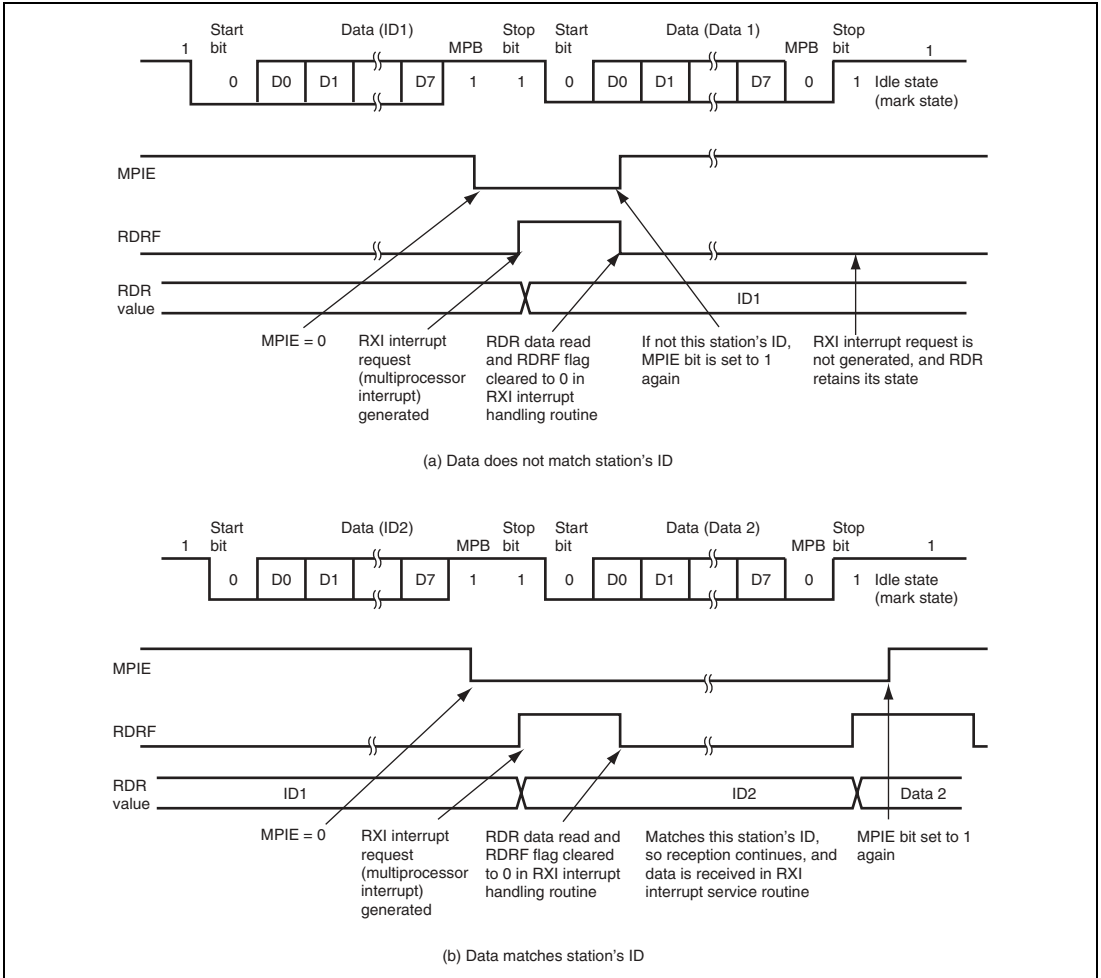 Start bit
Data (ID1)
MPB
Stop bit
Start bit
Data (Data 1)
MPB
Stop bit
1
1
0 D0 D1 D7 1 1 0 D0 D1 D7 0 1 Idle state (mark state)
MPIE
RDRF
RDR value
ID1
MPIE = 0
RXI interrupt
request
(multiprocessor
interrupt)
generated
RDR data read
and RDRF flag
cleared to 0 in
RXI interrupt
handling routine
If not this station's ID,
MPIE bit is set to 1
again
RXI interrupt request is
not generated, and RDR
retains its state
(a) Data does not match station's ID
Start bit
Data (ID2)
MPB
Stop bit
Start bit
Data (Data 2)
MPB
Stop bit
1
1
0 D0 D1 D7 1 1 0 D0 D1 D7 0 1 Idle state (mark state)
MPIE
RDRF
RDR value
ID1
ID2
Data 2
MPIE = 0
RXI interrupt
request
(multiprocessor
interrupt)
generated
RDR data read and
RDRF flag cleared
to 0 in RXI interrupt
handling routine
Matches this station's ID,
so reception continues, and
data is received in RXI
interrupt service routine
MPIE bit set to 1
again
(b) Data matches station's ID